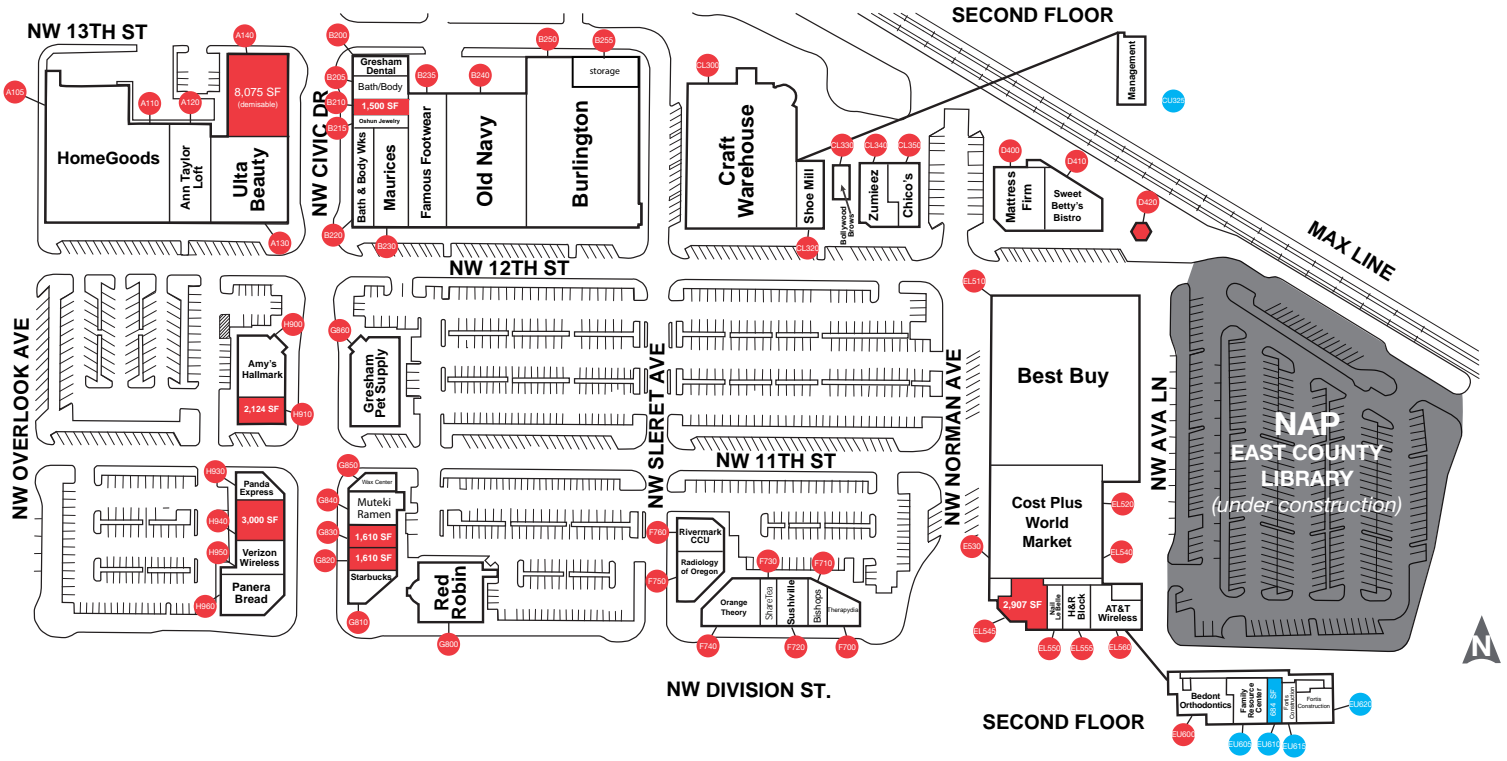 SECOND FLOOR
NW 13TH ST
A140
B200
B250
B255
CL300
Management
CU325
A105
A110
A120
8,075 SF
(demisable)
HomeGoods
Ann Taylor
Loft
Ulta
Beauty
A130
NW CIVIC DR
B205
B210
B215
B220
B230
B235
B240
Gresham
Dental
Bath/Body
1,500 SF
Oshun Jewelry
Bath & Body Wks
Maurices
Famous Footwear
Old Navy
Burlington
storage
Craft
Warehouse
Shoe Mill
CL320
CL330
Bollywood
Brows
CL340
CL350
Zumieez
Chico's
D400
D410
D420
Mattress
Firm
Sweet
Betty's
Bistro
MAX LINE
NW 12TH ST
NW OVERLOOK AVE
H900
Amy's
Hallmark
2,124 SF
H910
G860
Gresham
Pet Supply
NW SLERET AVE
NW NORMAN AVE
EL510
Best Buy
NW AVA LN
NAP
EAST COUNTY
LIBRARY
(under construction)
NW 11TH ST
H930
Panda
Express
3,000 SF
H940
H950
Verizon
Wireless
Panera
Bread
H960
G850
Wax Center
G840
Muteki
Ramen
G830
1,610 SF
G820
1,610 SF
Starbucks
G810
Red
Robin
G800
F760
Rivermark
CCU
F750
Radiology
of Oregon
F730
F710
Orange
Theory
ShareTea
Sushiville
Bishops
Therapydia
F740
F720
F700
Cost Plus
World
Market
EL520
E530
EL540
2,907 SF
Nail
La Belle
H&R
Block
AT&T
Wireless
EL545
EL550
EL555
EL560
N
NW DIVISION ST.
SECOND FLOOR
Bedont
Orthodontics
Family
Resource
Center
684 SF
Fortis
Construction
Fortis
Construction
EU600
EU605
EU610
EU615
EU620